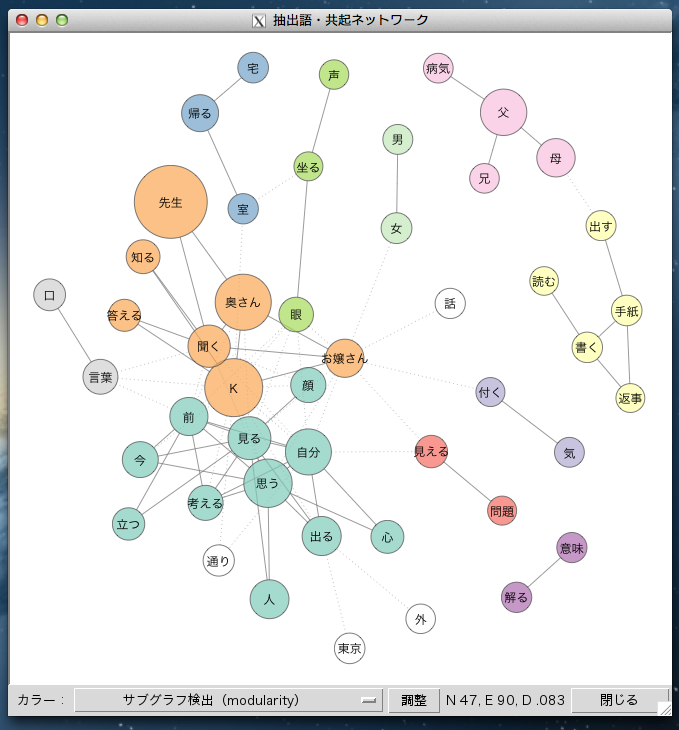 抽出語・共起ネットワーク
宅
声
病気
帰る
父
男
母
坐る
兄
先生
室
出す
女
知る
読む
口
奥さん
話
手紙
答える
眼
聞く
書く
お嬢さん
言葉
K
顔
付く
返事
前
見る
自分
見える
気
今
思う
考える
問題
立つ
出る
心
意味
通り
人
解る
外
東京
カラー：
サブグラフ検出（modularity）
調整
N 47, E 90, D .083
閉じる